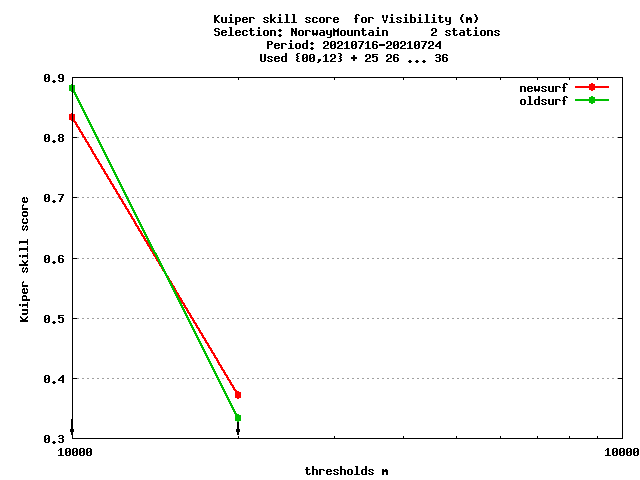 Kuiper skill score  for Visibility (m)
Selection: NorwayMountain      2 stations
Period: 20210716-20210724
Used {00,12} + 25 26 ... 36
newsurf
oldsurf
0.9
0.8
0.7
0.6
0.5
0.4
0.3
Kuiper skill score
10000 10000
thresholds m